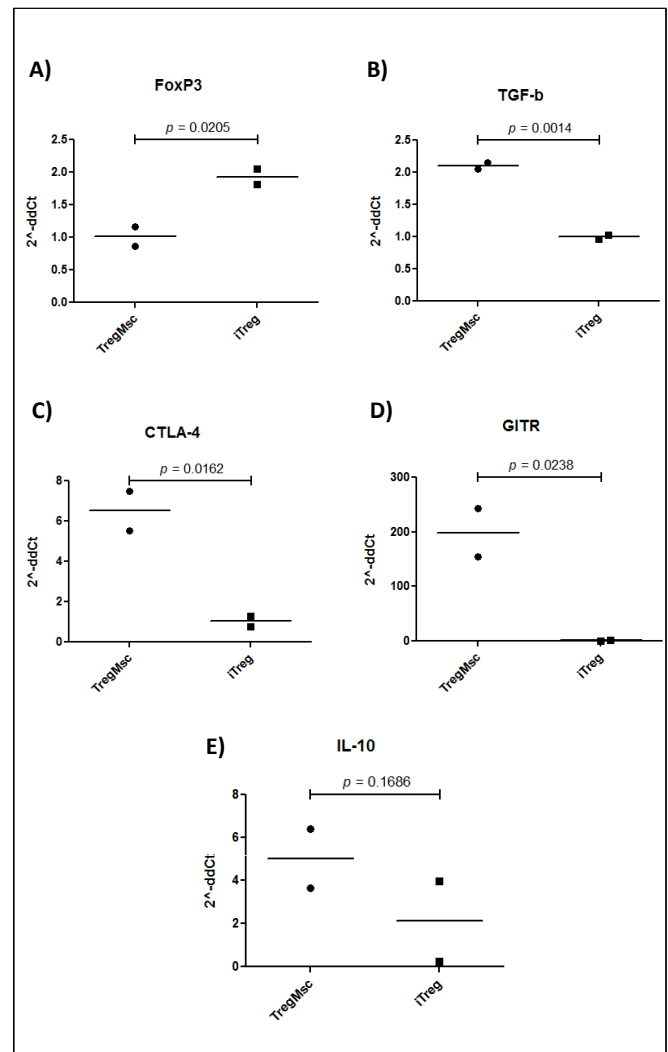 A)
FoxP3
p = 0.0205
2.5
2.0
1.5
1.0
0.5
0.0
2^-ddCt
TregMsc
iTreg
B)
TGF-b
p = 0.0014
2.5
2.0
1.5
1.0
0.5
0.0
2^-ddCt
TregMsc
iTreg
C)
CTLA-4
p = 0.0162
8
6
4
2
0
2^-ddCt
TregMsc
iTreg
D)
GITR
p = 0.0238
300
200
100
0
2^-ddCt
TregMsc
iTreg
E)
IL-10
p = 0.1686
8
6
4
2
0
2^-ddCt
TregMsc
iTreg